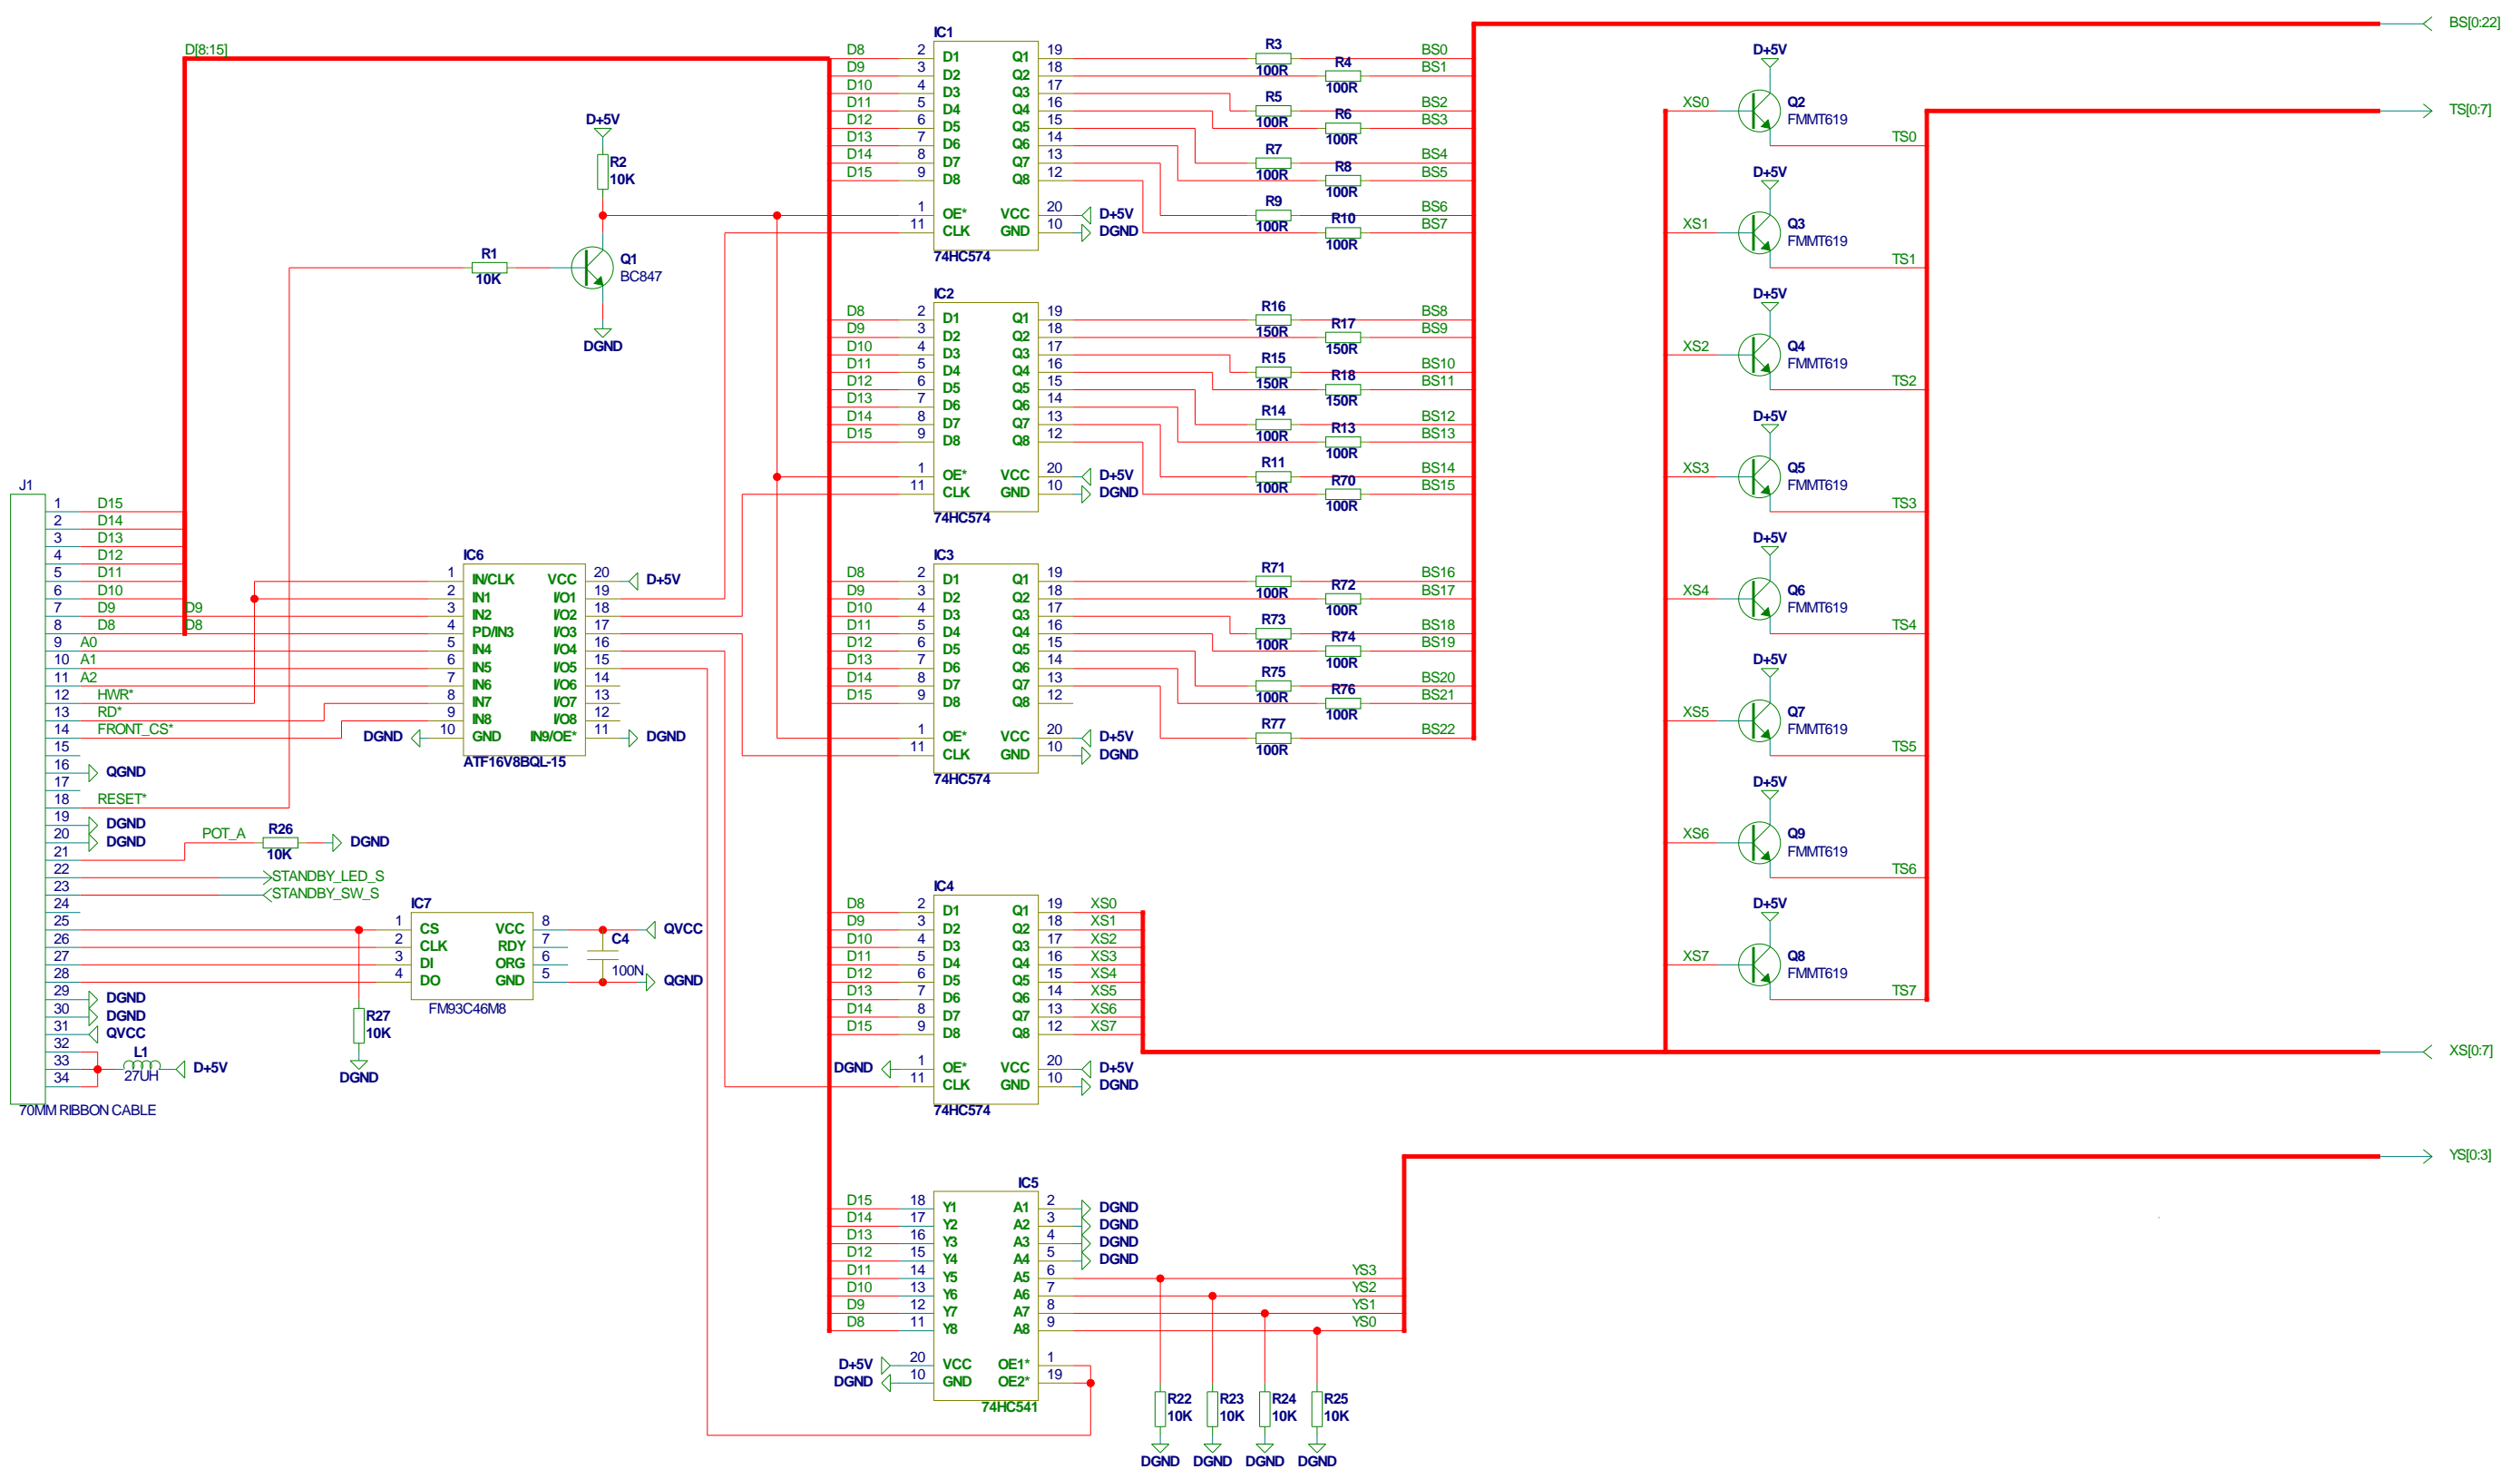 BS[0:22]
TS[0:7]
XS[0:7]
YS[0:3]
D[8:15]
D+5V
R2
10K
R1
10K
Q1
BC847
DGND
J1
1 D15
2 D14
3 D13
4 D12
5 D11
6 D10
7 D9 D9
8 D8 D8
9 A0
10 A1
11 A2
12 HWR*
13 RD*
14 FRONT_CS*
15
16 QGND
17
18 RESET*
19 DGND
20 DGND
21 POT_A R26 10K DGND
22 STANDBY_LED_S
23 STANDBY_SW_S
24
25
26
27
28
29 DGND
30 DGND
31 QVCC
32
33 L1 27UH D+5V
34
70MM RIBBON CABLE
IC6
1 IN/CLK VCC 20 D+5V
2 IN1 I/O1 19
3 IN2 I/O2 18
4 PD/IN3 I/O3 17
5 IN4 I/O4 16
6 IN5 I/O5 15
7 IN6 I/O6 14
8 IN7 I/O7 13
9 IN8 I/O8 12
DGND 10 GND IN9/OE* 11 DGND
ATF16V8BQL-15
IC7
1 CS VCC 8 QVCC
2 CLK RDY 7
3 DI ORG 6
4 DO GND 5 QGND
FM93C46M8
C4
100N
R27
10K
DGND
IC1
D8 2 D1 Q1 19 R3 100R BS0
D9 3 D2 Q2 18 R4 100R BS1
D10 4 D3 Q3 17 R5 100R BS2
D11 5 D4 Q4 16 R6 100R BS3
D12 6 D5 Q5 15 R7 100R BS4
D13 7 D6 Q6 14 R8 100R BS5
D14 8 D7 Q7 13 R9 100R BS6
D15 9 D8 Q8 12 R10 100R BS7
1 OE* VCC 20 D+5V
11 CLK GND 10 DGND
74HC574
IC2
D8 2 D1 Q1 19 R16 150R BS8
D9 3 D2 Q2 18 R17 150R BS9
D10 4 D3 Q3 17 R15 150R BS10
D11 5 D4 Q4 16 R18 150R BS11
D12 6 D5 Q5 15 R14 100R BS12
D13 7 D6 Q6 14 R13 100R BS13
D14 8 D7 Q7 13 R11 100R BS14
D15 9 D8 Q8 12 R70 100R BS15
1 OE* VCC 20 D+5V
11 CLK GND 10 DGND
74HC574
IC3
D8 2 D1 Q1 19 R71 100R BS16
D9 3 D2 Q2 18 R72 100R BS17
D10 4 D3 Q3 17 R73 100R BS18
D11 5 D4 Q4 16 R74 100R BS19
D12 6 D5 Q5 15 R75 100R BS20
D13 7 D6 Q6 14 R76 100R BS21
D14 8 D7 Q7 13 R77 100R BS22
D15 9 D8 Q8 12
1 OE* VCC 20 D+5V
11 CLK GND 10 DGND
74HC574
IC4
D8 2 D1 Q1 19 XS0
D9 3 D2 Q2 18 XS1
D10 4 D3 Q3 17 XS2
D11 5 D4 Q4 16 XS3
D12 6 D5 Q5 15 XS4
D13 7 D6 Q6 14 XS5
D14 8 D7 Q7 13 XS6
D15 9 D8 Q8 12 XS7
DGND 1 OE* VCC 20 D+5V
11 CLK GND 10 DGND
74HC574
IC5
D15 18 Y1 A1 2 DGND
D14 17 Y2 A2 3 DGND
D13 16 Y3 A3 4 DGND
D12 15 Y4 A4 5 DGND
D11 14 Y5 A5 6 YS3
D10 13 Y6 A6 7 YS2
D9 12 Y7 A7 8 YS1
D8 11 Y8 A8 9 YS0
D+5V 20 VCC OE1* 1
DGND 10 GND OE2* 19
74HC541
R22 R23 R24 R25
10K 10K 10K 10K
DGND DGND DGND DGND
D+5V
XS0 Q2
FMMT619
TS0
D+5V
XS1 Q3
FMMT619
TS1
D+5V
XS2 Q4
FMMT619
TS2
D+5V
XS3 Q5
FMMT619
TS3
D+5V
XS4 Q6
FMMT619
TS4
D+5V
XS5 Q7
FMMT619
TS5
D+5V
XS6 Q9
FMMT619
TS6
D+5V
XS7 Q8
FMMT619
TS7